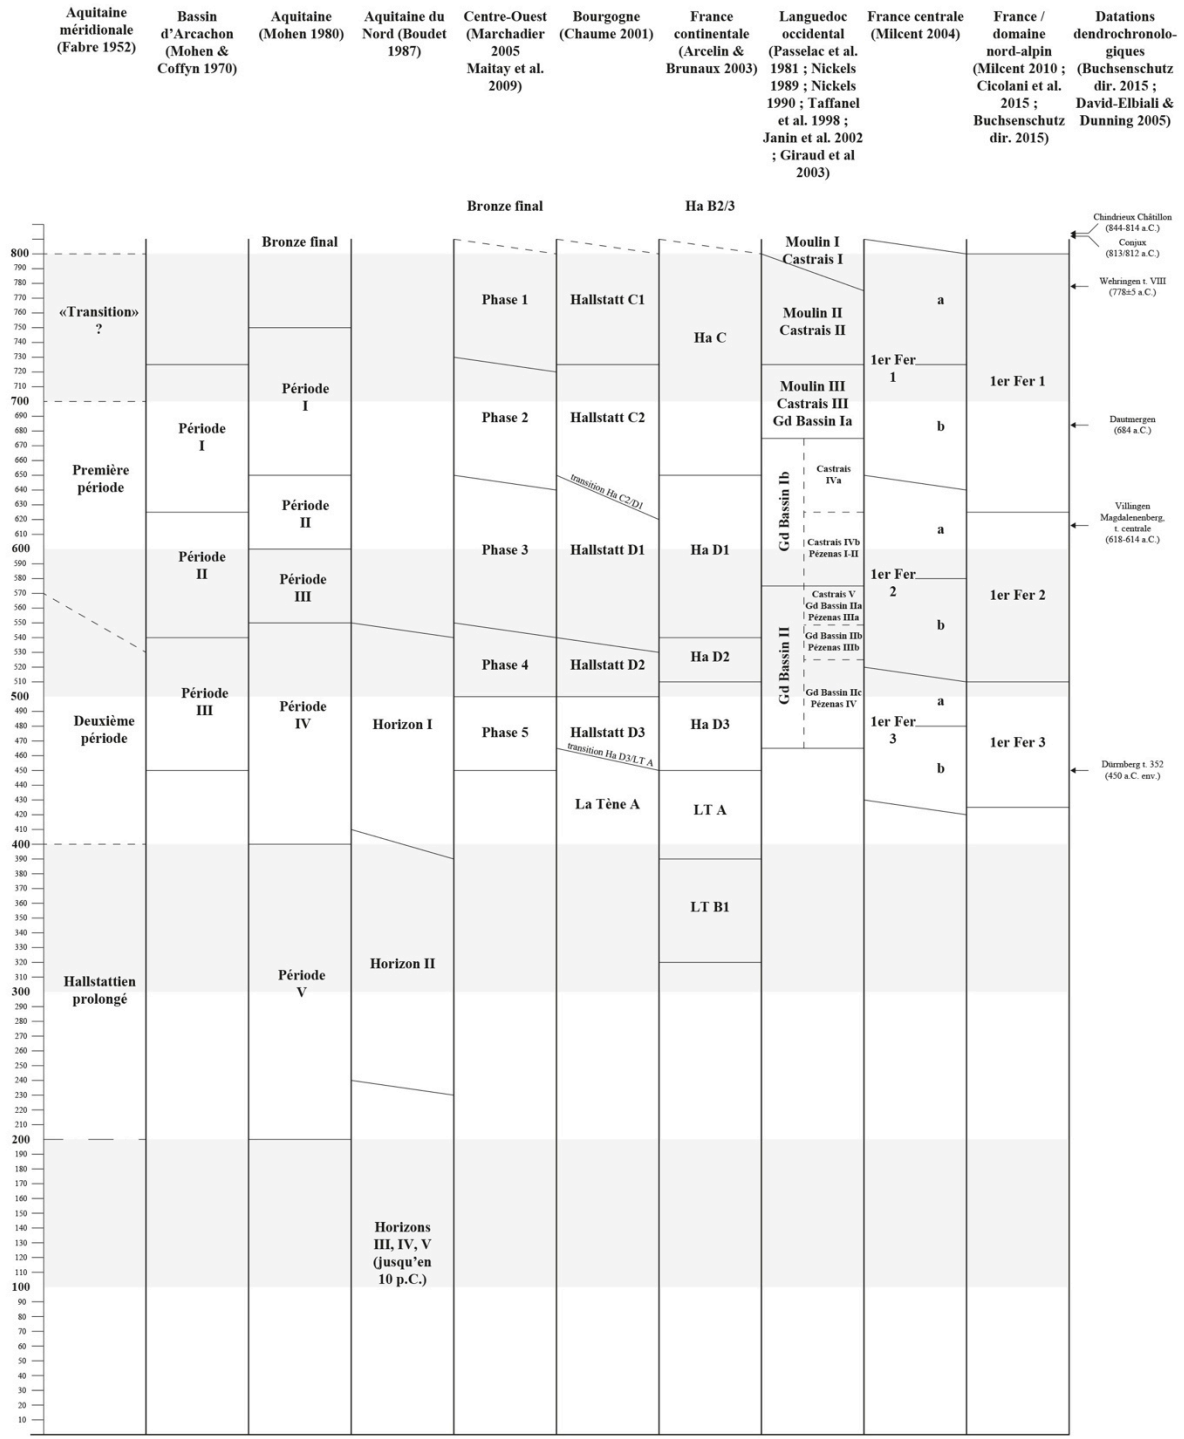 Aquitaine
méridionale
(Fabre 1952)
Bassin
d’Arcachon
(Mohen &
Coffyn 1970)
Aquitaine
(Mohen 1980)
Aquitaine du
Nord (Boudet
1987)
Centre-Ouest
(Marchadier
2005
Maitay et al.
2009)
Bourgogne
(Chaume 2001)
France
continentale
(Arcelin &
Brunaux 2003)
Languedoc
occidental
(Passelac et al.
1981 ; Nickels
1989 ; Nickels
1990 ; Taffanel
et al. 1998 ;
Janin et al. 2002
; Giraud et al
2003)
France centrale
(Milcent 2004)
France /
domaine
nord-alpin
(Milcent 2010 ;
Cicolani et al.
2015 ;
Buchsenschutz
dir. 2015)
Datations
dendrochronolo-
giques
(Buchsenschutz
dir. 2015 ;
David-Elbiali &
Dunning 2005)
800
790
780
770
760
750
740
730
720
710
700
690
680
670
660
650
640
630
620
610
600
590
580
570
560
550
540
530
520
510
500
490
480
470
460
450
440
430
420
410
400
390
380
370
360
350
340
330
320
310
300
290
280
270
260
250
240
230
220
210
200
190
180
170
160
150
140
130
120
110
100
90
80
70
60
50
40
30
20
10
«Transition»
?
Première
période
Deuxième
période
Hallstattien
prolongé
Période
I
Période
II
Période
III
Bronze final
Période
I
Période
II
Période
III
Période
IV
Période
V
Horizon I
Horizon II
Horizons
III, IV, V
(jusqu’en
10 p.C.)
Bronze final
Phase 1
Phase 2
Phase 3
Phase 4
Phase 5
Hallstatt C1
Hallstatt C2
transition Ha C2/D1
Hallstatt D1
Hallstatt D2
Hallstatt D3
transition Ha D3/LT A
La Tène A
Ha B2/3
Ha C
Ha D1
Ha D2
Ha D3
LT A
LT B1
Moulin I
Castrais I
Moulin II
Castrais II
Moulin III
Castrais III
Gd Bassin Ia
Gd Bassin Ib
Castrais
IVa
Castrais IVb
Pézenas I-II
Gd Bassin II
Castrais V
Gd Bassin IIa
Pézenas IIIa
Gd Bassin IIb
Pézenas IIIb
Gd Bassin IIc
Pézenas IV
1er Fer
1
a
b
1er Fer
2
a
b
1er Fer
3
a
b
1er Fer 1
1er Fer 2
1er Fer 3
Chindrieux Châtillon
(844-814 a.C.)
Conjux
(813/812 a.C.)
Wehringen t. VIII
(778±5 a.C.)
Dautmergen
(684 a.C.)
Villingen
Magdalenenberg,
t. centrale
(618-614 a.C.)
Dürrnberg t. 352
(450 a.C. env.)